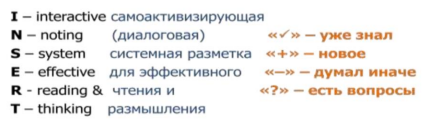 I – interactive самоактивизирующая
N – noting (диалоговая) «✓» – уже знал
S – system системная разметка «+» – новое
E – effective для эффективного «–» – думал иначе
R - reading & чтения и «?» – есть вопросы
T – thinking размышления